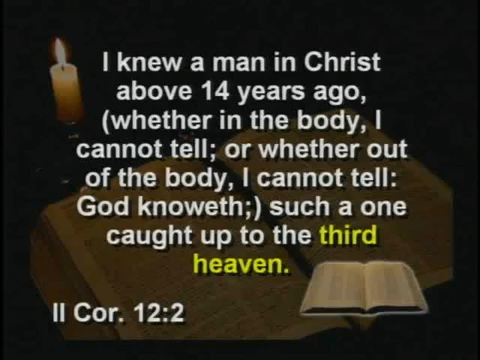 I knew a man in Christ
above 14 years ago,
(whether in the body, I
cannot tell; or whether out
of the body, I cannot tell:
God knoweth;) such a one
caught up to the third
heaven.
II Cor. 12:2